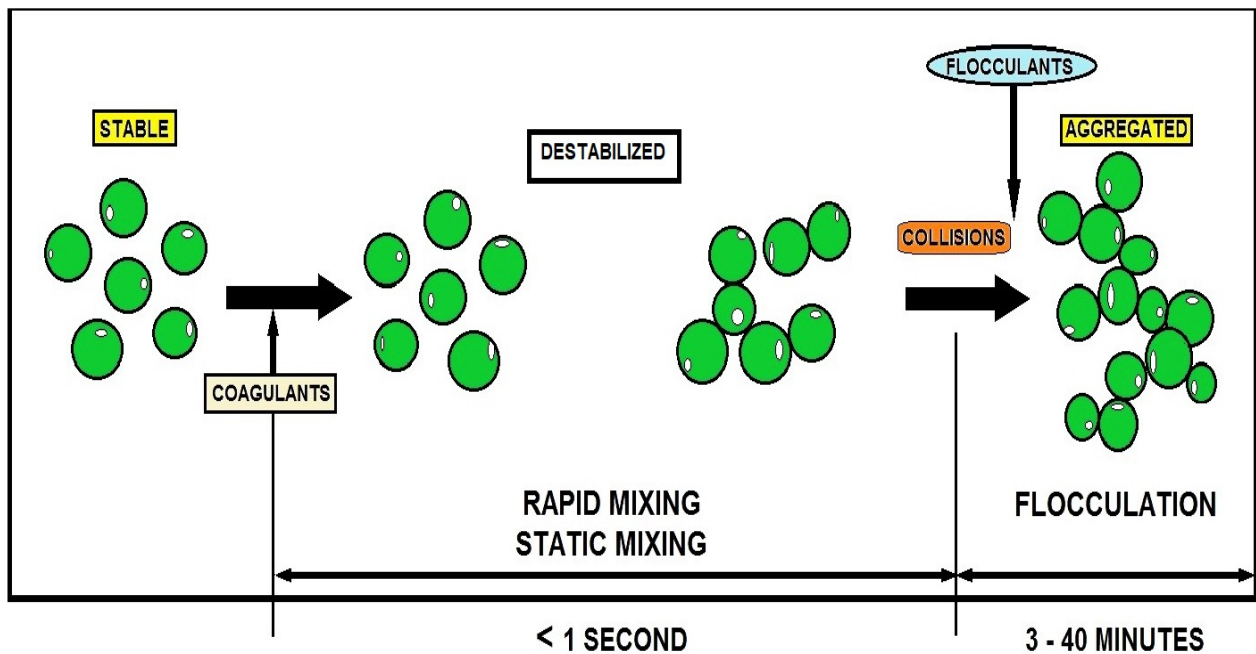 FLOCCULANTS
STABLE
AGGREGATED
DESTABILIZED
COLLISIONS
COAGULANTS
RAPID MIXING
STATIC MIXING
FLOCCULATION
< 1 SECOND
3 - 40 MINUTES